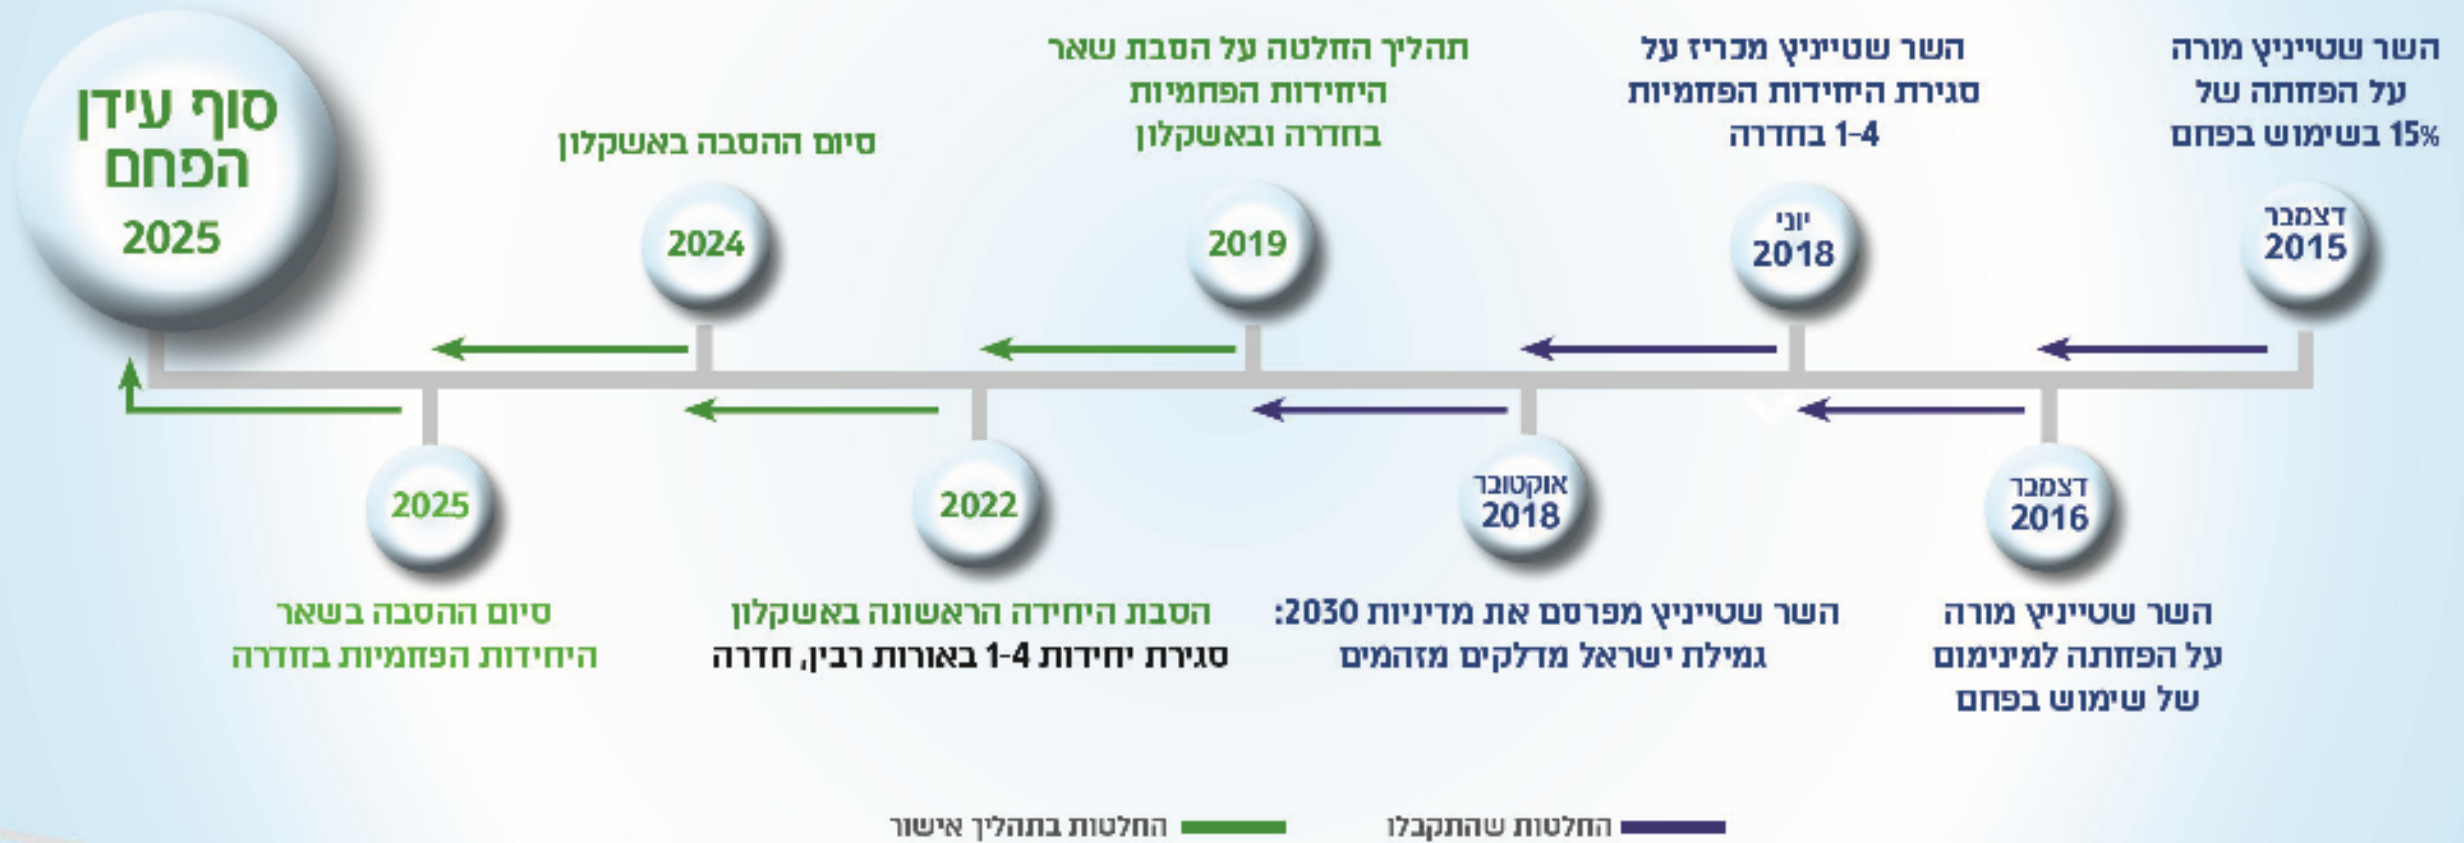 השר שטייניץ מורה
על הפחתה של
15% בשימוש בפחם
דצמבר
2015
דצמבר
2016
השר שטייניץ מורה
על הפחתה למינימום
של שימוש בפחם
השר שטייניץ מכריז על
סגירת היחידות הפחמיות
1-4 בחדרה
יוני
2018
אוקטובר
2018
השר שטייניץ מפרסם את מדיניות 2030:
גמילת ישראל מדלקים מזהמים
תהליך החלטה על הסבת שאר
היחידות הפחמיות
בחדרה ובאשקלון
2019
2022
הסבת היחידה הראשונה באשקלון
סגירת יחידות 1-4 באורות רבין, חדרה
סיום ההסבה באשקלון
2024
2025
סיום ההסבה בשאר
היחידות הפחמיות בחדרה
סוף עידן
הפחם
2025
החלטות שהתקבלו
החלטות בתהליך אישור